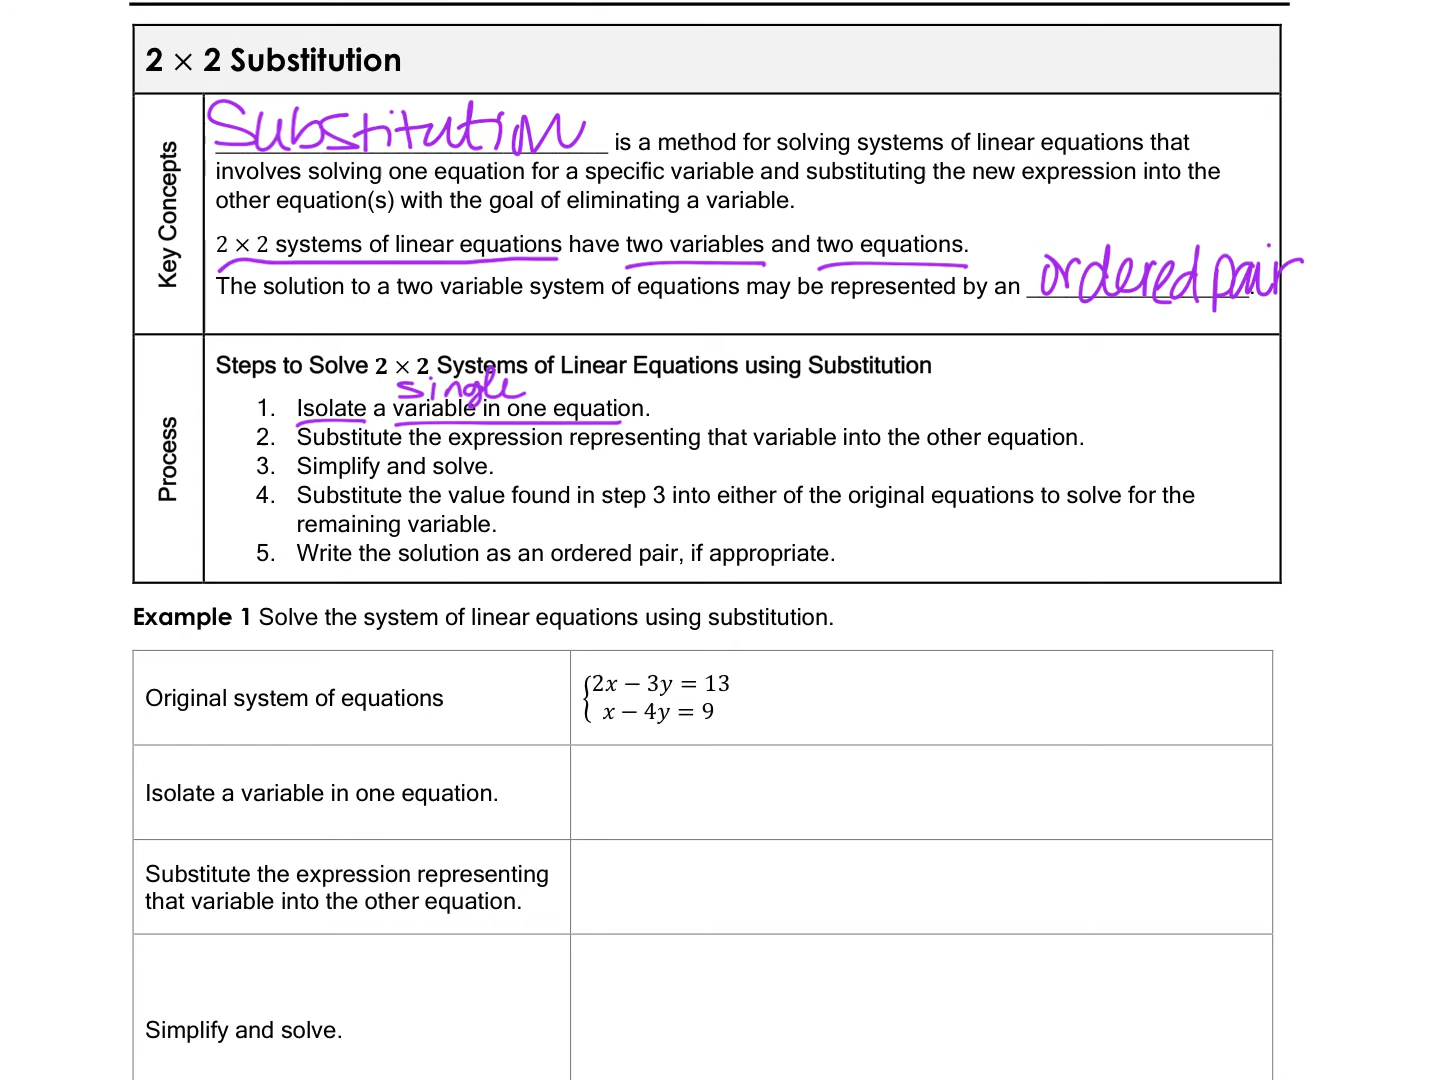 2 × 2 Substitution
Key Concepts
Substitution is a method for solving systems of linear equations that
involves solving one equation for a specific variable and substituting the new expression into the
other equation(s) with the goal of eliminating a variable.
2 × 2 systems of linear equations have two variables and two equations.
The solution to a two variable system of equations may be represented by an ordered pair.
Process
Steps to Solve 2 × 2 Systems of Linear Equations using Substitution
single
1. Isolate a variable in one equation.
2. Substitute the expression representing that variable into the other equation.
3. Simplify and solve.
4. Substitute the value found in step 3 into either of the original equations to solve for the
remaining variable.
5. Write the solution as an ordered pair, if appropriate.
Example 1 Solve the system of linear equations using substitution.
Original system of equations
{2x − 3y = 13
x − 4y = 9
Isolate a variable in one equation.
Substitute the expression representing
that variable into the other equation.
Simplify and solve.